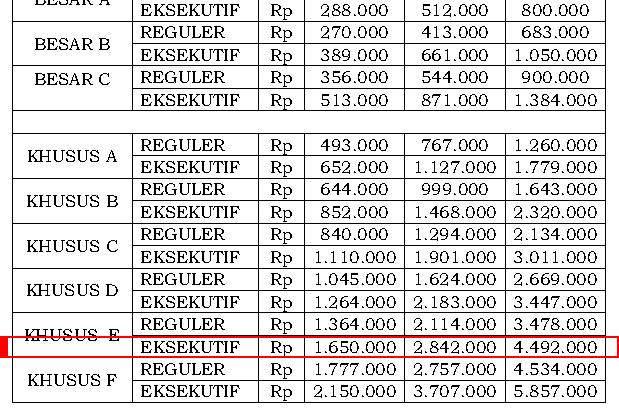 BESAR A
EKSEKUTIF Rp 288.000 512.000 800.000
BESAR B
REGULER Rp 270.000 413.000 683.000
EKSEKUTIF Rp 389.000 661.000 1.050.000
BESAR C
REGULER Rp 356.000 544.000 900.000
EKSEKUTIF Rp 513.000 871.000 1.384.000
KHUSUS A
REGULER Rp 493.000 767.000 1.260.000
EKSEKUTIF Rp 652.000 1.127.000 1.779.000
KHUSUS B
REGULER Rp 644.000 999.000 1.643.000
EKSEKUTIF Rp 852.000 1.468.000 2.320.000
KHUSUS C
REGULER Rp 840.000 1.294.000 2.134.000
EKSEKUTIF Rp 1.110.000 1.901.000 3.011.000
KHUSUS D
REGULER Rp 1.045.000 1.624.000 2.669.000
EKSEKUTIF Rp 1.264.000 2.183.000 3.447.000
KHUSUS E
REGULER Rp 1.364.000 2.114.000 3.478.000
EKSEKUTIF Rp 1.650.000 2.842.000 4.492.000
KHUSUS F
REGULER Rp 1.777.000 2.757.000 4.534.000
EKSEKUTIF Rp 2.150.000 3.707.000 5.857.000